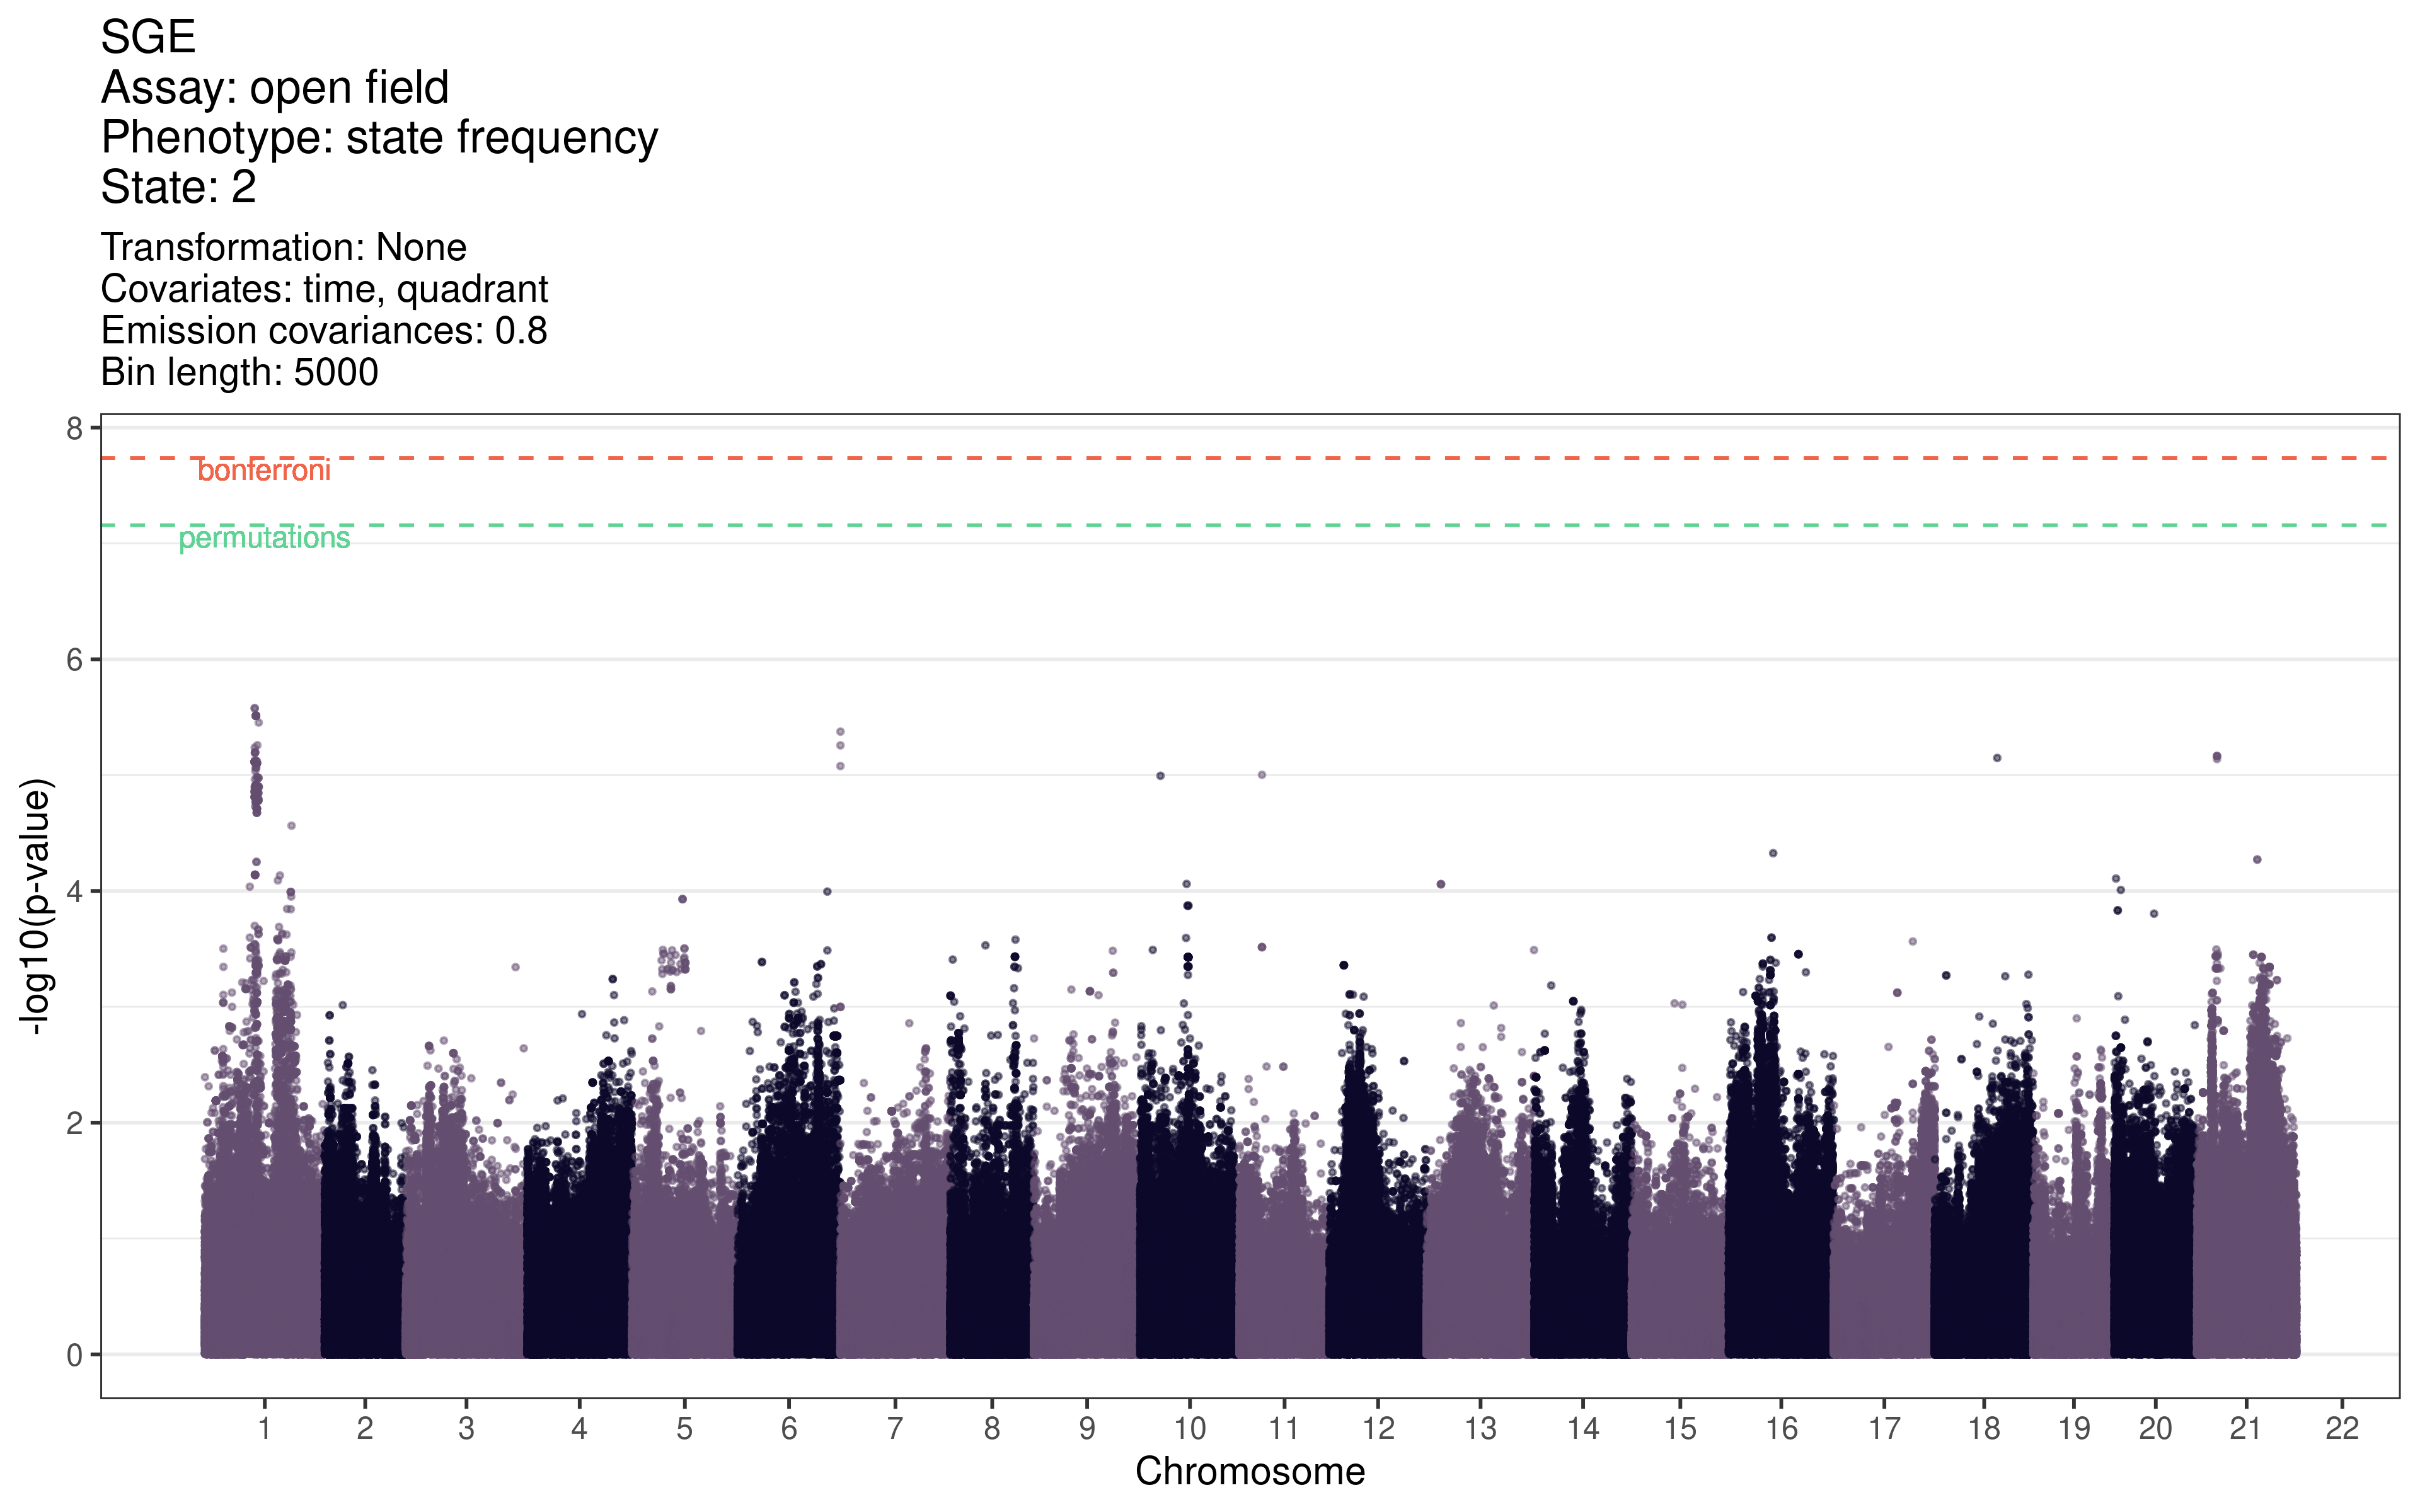 SGE
Assay: open field
Phenotype: state frequency
State: 2
Transformation: None
Covariates: time, quadrant
Emission covariances: 0.8
Bin length: 5000
8
bonferroni
permutations
6
4
2
0
-log10(p-value)
1 2 3 4 5 6 7 8 9 10 11 12 13 14 15 16 17 18 19 20 21 22
Chromosome